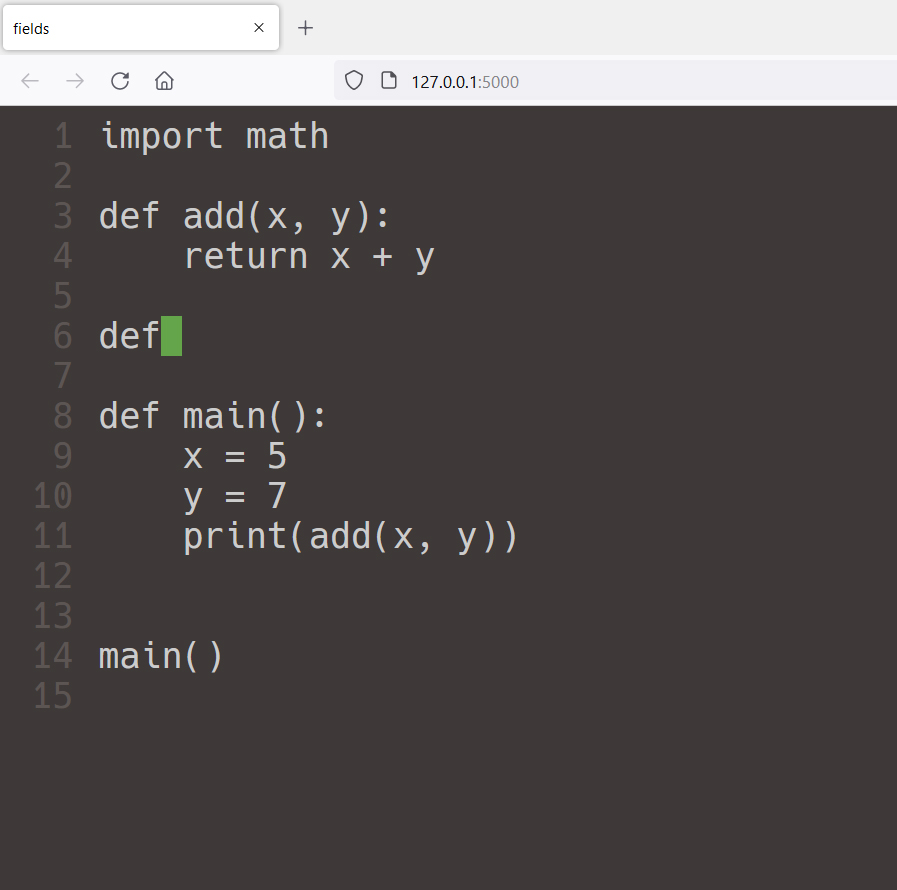 fields
127.0.0.1:5000
1 import math
2
3 def add(x, y):
4     return x + y
5
6 def
7
8 def main():
9     x = 5
10     y = 7
11     print(add(x, y))
12
13
14 main()
15